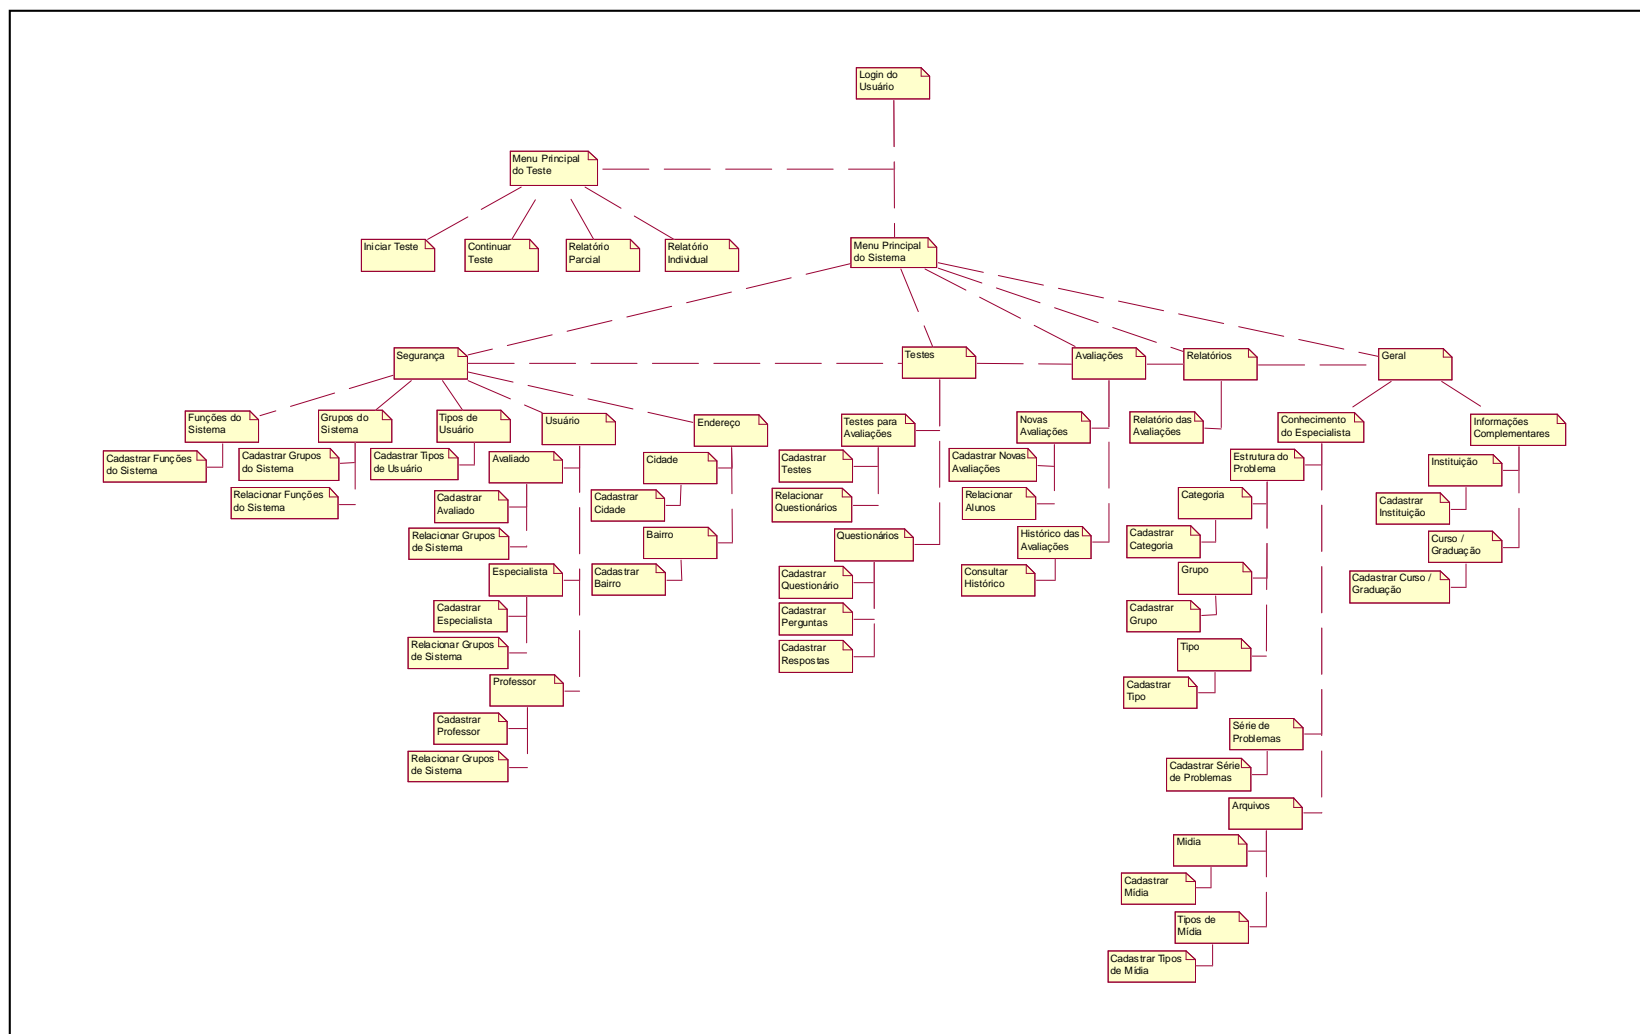 Login do
Usuário
Menu Principal
do Teste
Iniciar Teste
Continuar
Teste
Relatório
Parcial
Relatório
Individual
Menu Principal
do Sistema
Segurança
Testes
Avaliações
Relatórios
Geral
Funções do
Sistema
Cadastrar Funções
do Sistema
Grupos do
Sistema
Cadastrar Grupos
do Sistema
Relacionar Funções
do Sistema
Tipos de
Usuário
Cadastrar Tipos
de Usuário
Usuário
Avaliado
Cadastrar
Avaliado
Relacionar Grupos
de Sistema
Especialista
Cadastrar
Especialista
Relacionar Grupos
de Sistema
Professor
Cadastrar
Professor
Relacionar Grupos
de Sistema
Endereço
Cidade
Cadastrar
Cidade
Bairro
Cadastrar
Bairro
Testes para
Avaliações
Cadastrar
Testes
Relacionar
Questionários
Questionários
Cadastrar
Questionário
Cadastrar
Perguntas
Cadastrar
Respostas
Novas
Avaliações
Cadastrar Novas
Avaliações
Relacionar
Alunos
Histórico das
Avaliações
Consultar
Histórico
Relatório das
Avaliações
Conhecimento
do Especialista
Estrutura do
Problema
Categoria
Cadastrar
Categoria
Grupo
Cadastrar
Grupo
Tipo
Cadastrar
Tipo
Série de
Problemas
Cadastrar Série
de Problemas
Arquivos
Midia
Cadastrar
Mídia
Tipos de
Mídia
Cadastrar Tipos
de Mídia
Informações
Complementares
Instituição
Cadastrar
Instituição
Curso /
Graduação
Cadastrar Curso /
Graduação